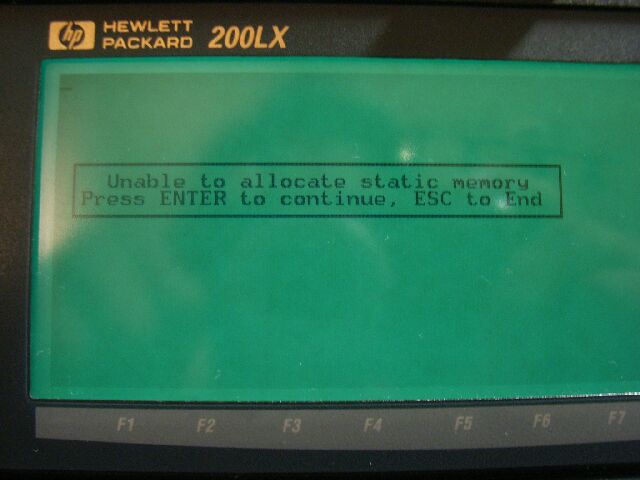 hp HEWLETT
PACKARD 200LX
Unable to allocate static memory
Press ENTER to continue, ESC to End
F1 F2 F3 F4 F5 F6 F7